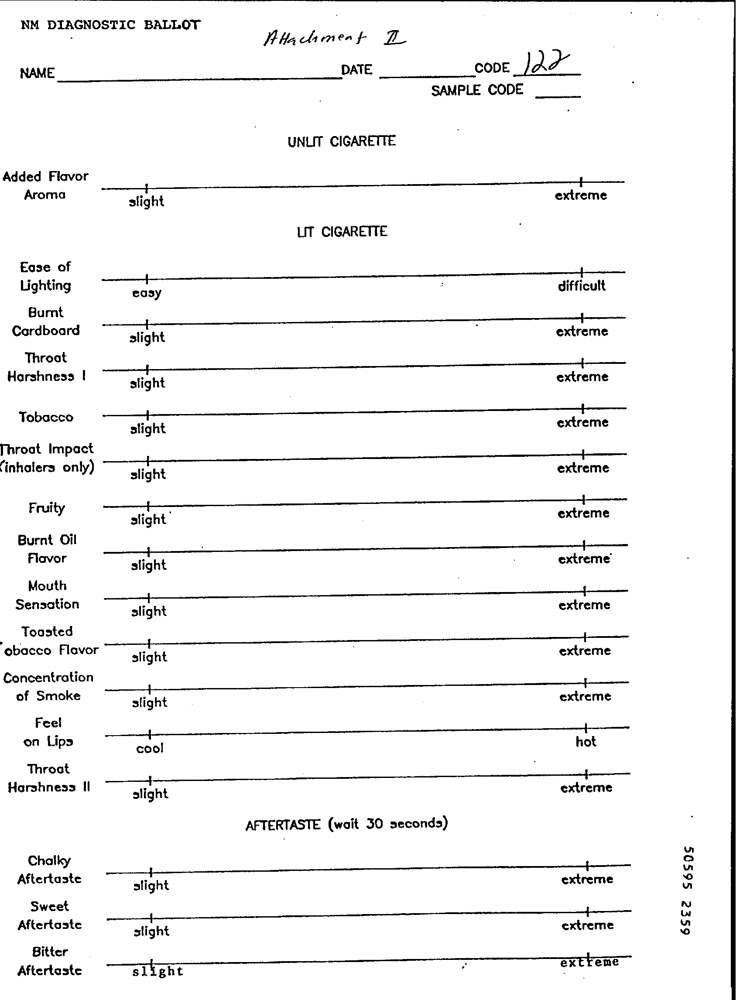 NM DIAGNOSTIC BALLOT
Attachment II
NAME DATE CODE 122
SAMPLE CODE
UNLIT CIGARETTE
Added Flavor
Aroma
slight extreme
LIT CIGARETTE
Ease of
Lighting
easy difficult
Burnt
Cardboard
slight extreme
Throat
Harshness I
slight extreme
Tobacco
slight extreme
Throat Impact
(inhalers only)
slight extreme
Fruity
slight extreme
Burnt Oil
Flavor
slight extreme
Mouth
Sensation
slight extreme
Toasted
obacco Flavor
slight extreme
Concentration
of Smoke
slight extreme
Feel
on Lips
cool hot
Throat
Harshness II
slight extreme
AFTERTASTE (wait 30 seconds)
Chalky
Aftertaste
slight extreme
Sweet
Aftertaste
slight extreme
Bitter
Aftertaste
slight extreme
50595 2359